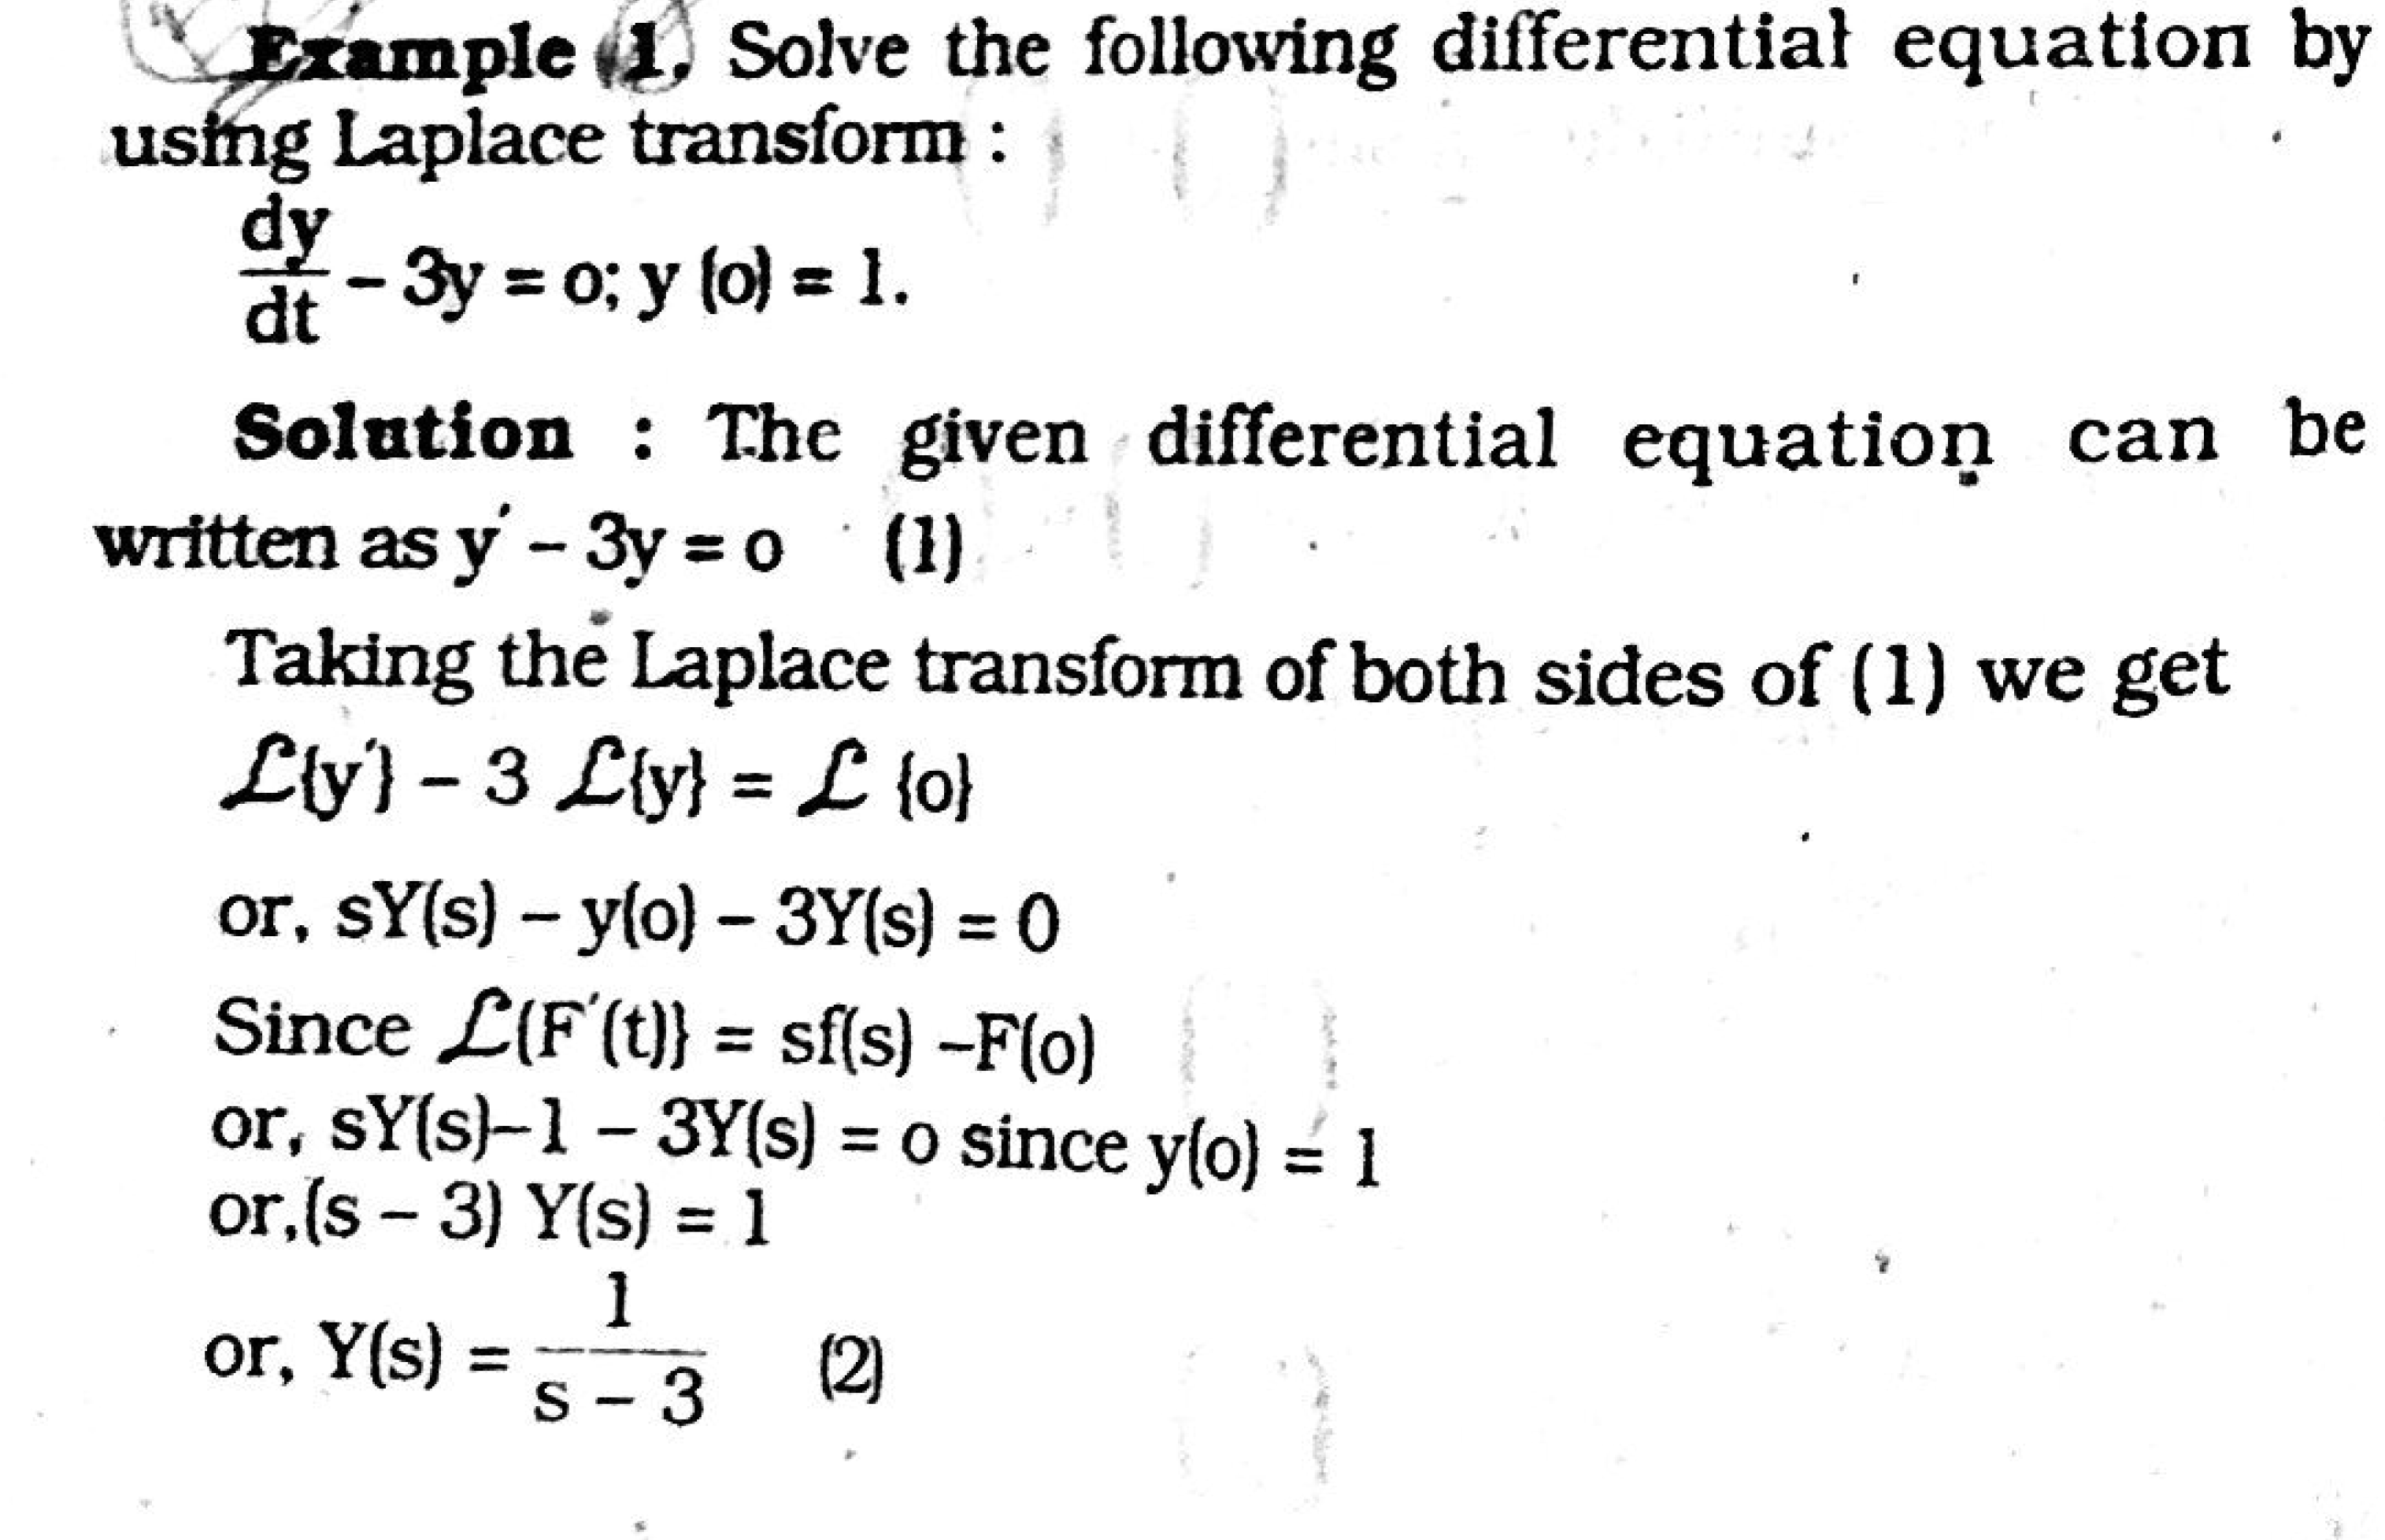 Example 1. Solve the following differential equation by
using Laplace transform :
dy/dt - 3y = o; y (o) = 1.
Solution : The given differential equation can be
written as y′ - 3y = o (1)
Taking the Laplace transform of both sides of (1) we get
ℒ{y′} - 3 ℒ{y} = ℒ {o}
or, sY(s) - y(o) - 3Y(s) = 0
Since ℒ{F′(t)} = sf(s) -F(o)
or, sY(s)-1 - 3Y(s) = o since y(o) = 1
or,(s - 3) Y(s) = 1
or, Y(s) = 1/(s - 3) (2)